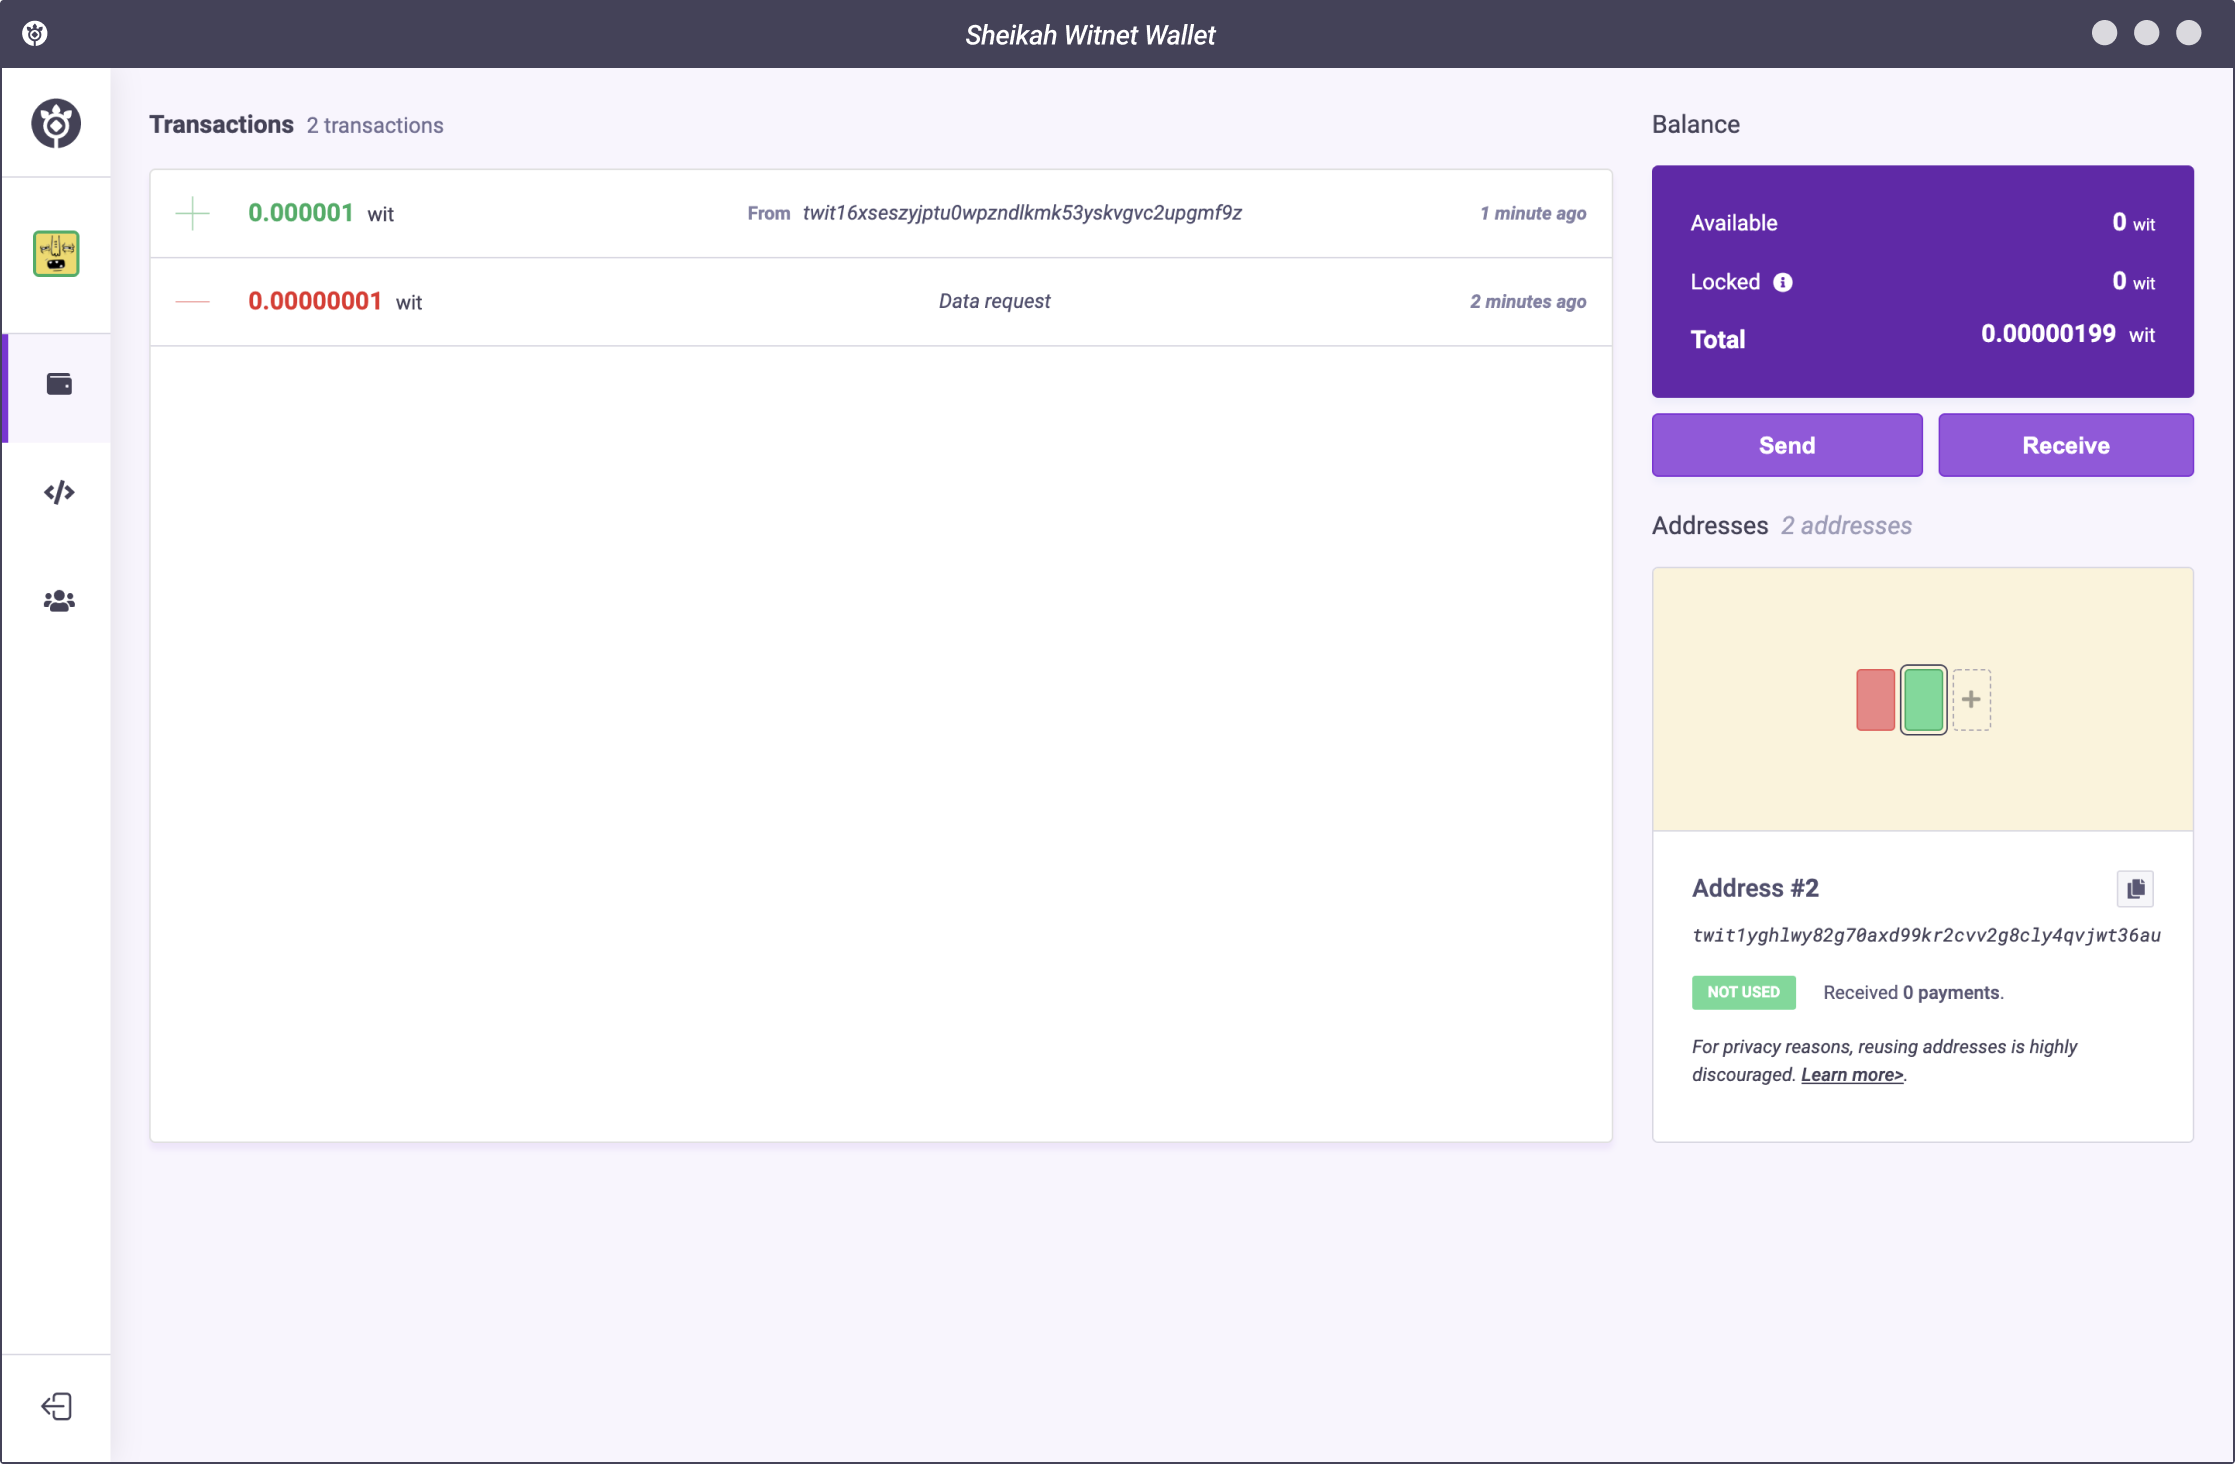 Sheikah Witnet Wallet
Transactions 2 transactions
0.000001 wit From twit16xseszyjptu0wpzndlkmk53yskvgvc2upgmf9z 1 minute ago
0.00000001 wit Data request 2 minutes ago
Balance
Available 0 wit
Locked 0 wit
Total 0.00000199 wit
Send Receive
Addresses 2 addresses
Address #2
twit1yghlwy82g70axd99kr2cvv2g8cly4qvjwt36au
NOT USED Received 0 payments.
For privacy reasons, reusing addresses is highly
discouraged. Learn more>.